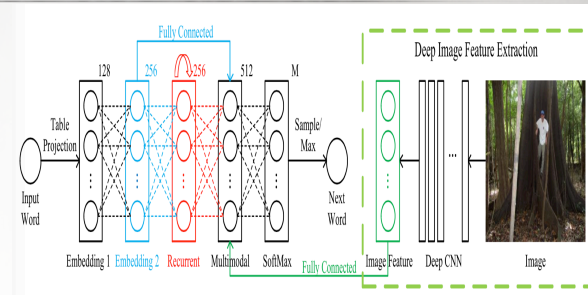 Fully Connected
Deep Image Feature Extraction
128
256
256
512
M
Table
Projection
Sample/
Max
...
Input
Word
Next
Word
Embedding 1
Embedding 2
Recurrent
Multimodal
SoftMax
Image Feature
Deep CNN
Image
Fully Connected